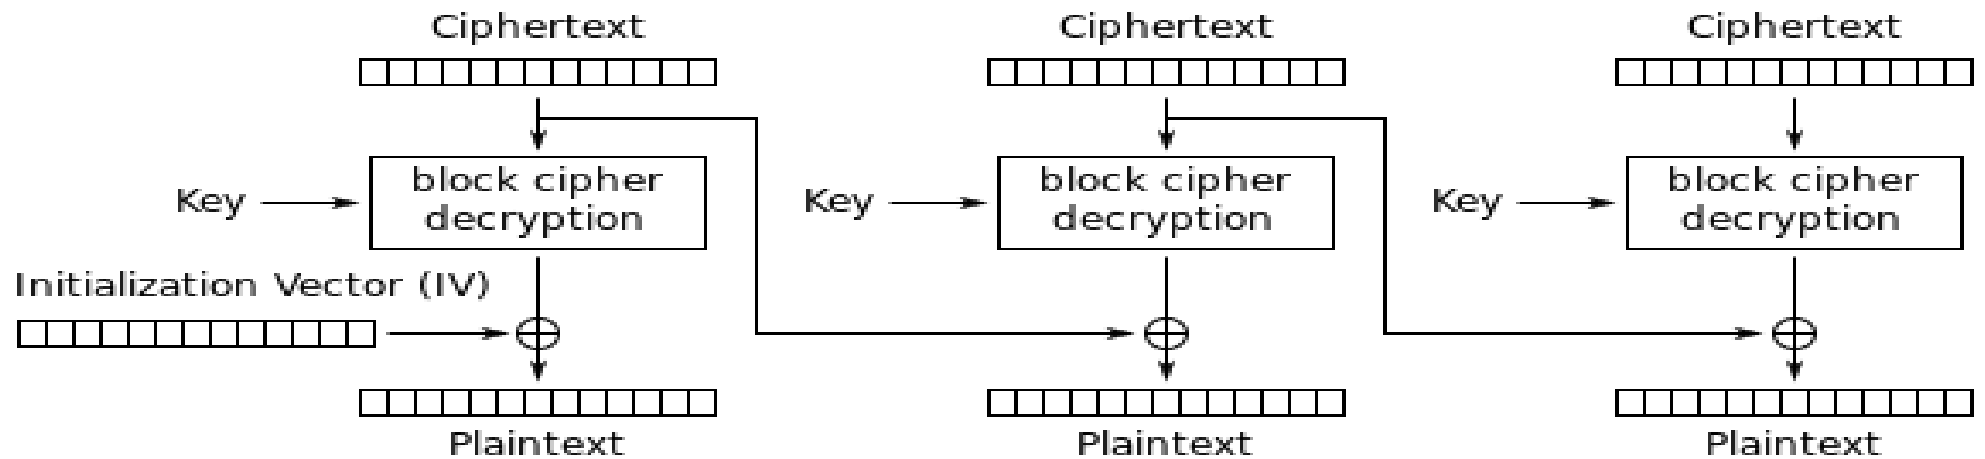 Ciphertext
Ciphertext
Ciphertext
Key
block cipher
decryption
Key
block cipher
decryption
Key
block cipher
decryption
Initialization Vector (IV)
Plaintext
Plaintext
Plaintext